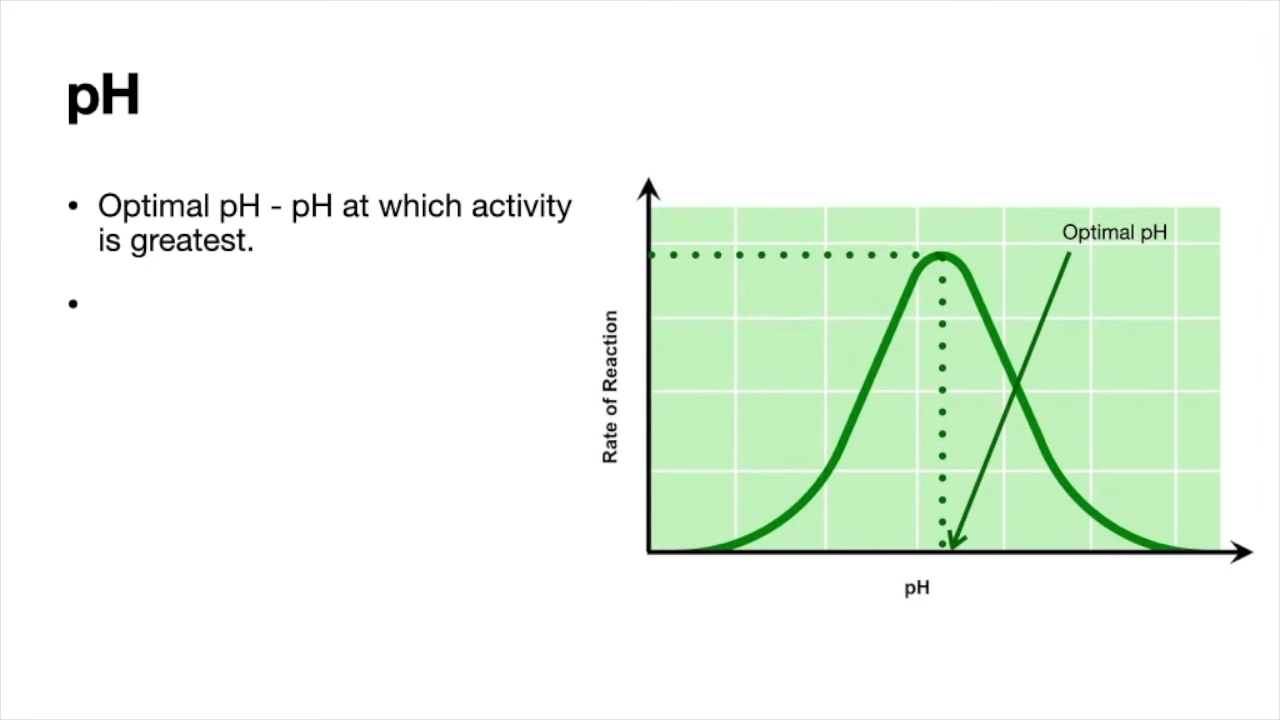 pH
• Optimal pH - pH at which activity
is greatest.
•
Optimal pH
Rate of Reaction
pH